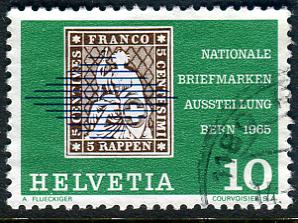 FRANCO
5 CENTIMES
5 CENTESIMI
5 RAPPEN
NATIONALE
BRIEFMARKEN
AUSSTELLUNG
BERN 1965
HELVETIA
10
A. FLUECKIGER
COURVOISIER S.A.